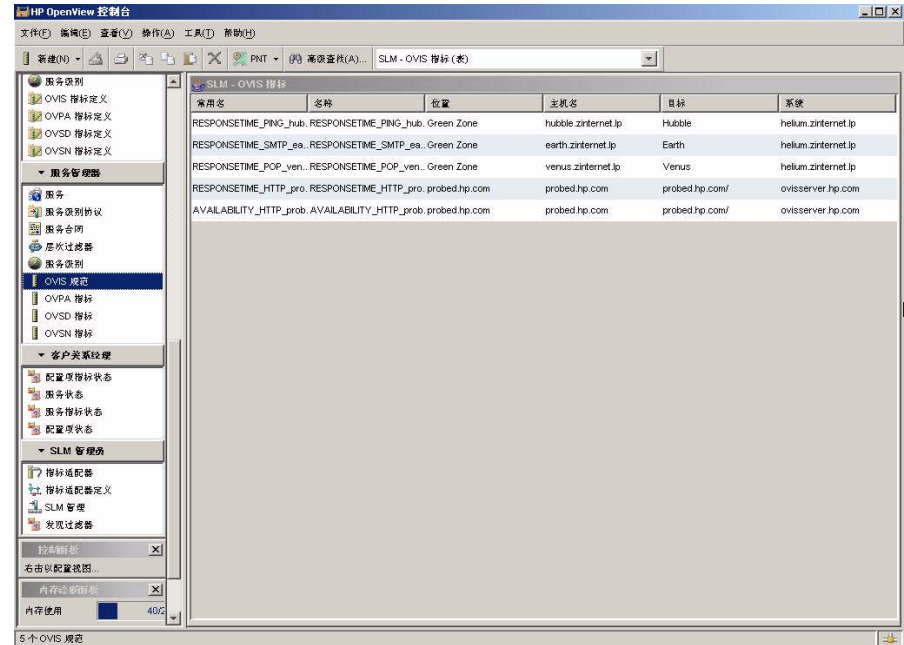 HP OpenView 控制台
文件(F) 编辑(E) 查看(V) 操作(A) 工具(T) 帮助(H)
新建(N) PNT 高级查找(A)... SLM - OVIS 指标 (表)
服务级别
OVIS 指标定义
OVPA 指标定义
OVSD 指标定义
OVSN 指标定义
服务管理器
服务
服务级别协议
服务合同
层次过滤器
服务级别
OVIS 规范
OVPA 指标
OVSD 指标
OVSN 指标
客户关系经理
配置项指标状态
服务状态
服务指标状态
配置项状态
SLM 管理员
指标适配器
指标适配器定义
SLM 管理
发现过滤器
控制面板
右击以配置视图...
内存诊断面板
内存使用 40/2
SLM - OVIS 指标
常用名 名称 位置 主机名 目标 系统
RESPONSETIME_PING_hub. RESPONSETIME_PING_hub. Green Zone hubble.zinternet.lp Hubble helium.zinternet.lp
RESPONSETIME_SMTP_ea.. RESPONSETIME_SMTP_ea.. Green Zone earth.zinternet.lp Earth helium.zinternet.lp
RESPONSETIME_POP_ven.. RESPONSETIME_POP_ven.. Green Zone venus.zinternet.lp Venus helium.zinternet.lp
RESPONSETIME_HTTP_pro. RESPONSETIME_HTTP_pro. probed.hp.com probed.hp.com probed.hp.com/ ovisserver.hp.com
AVAILABILITY_HTTP_prob. AVAILABILITY_HTTP_prob. probed.hp.com probed.hp.com probed.hp.com/ ovisserver.hp.com
5 个 OVIS 规范